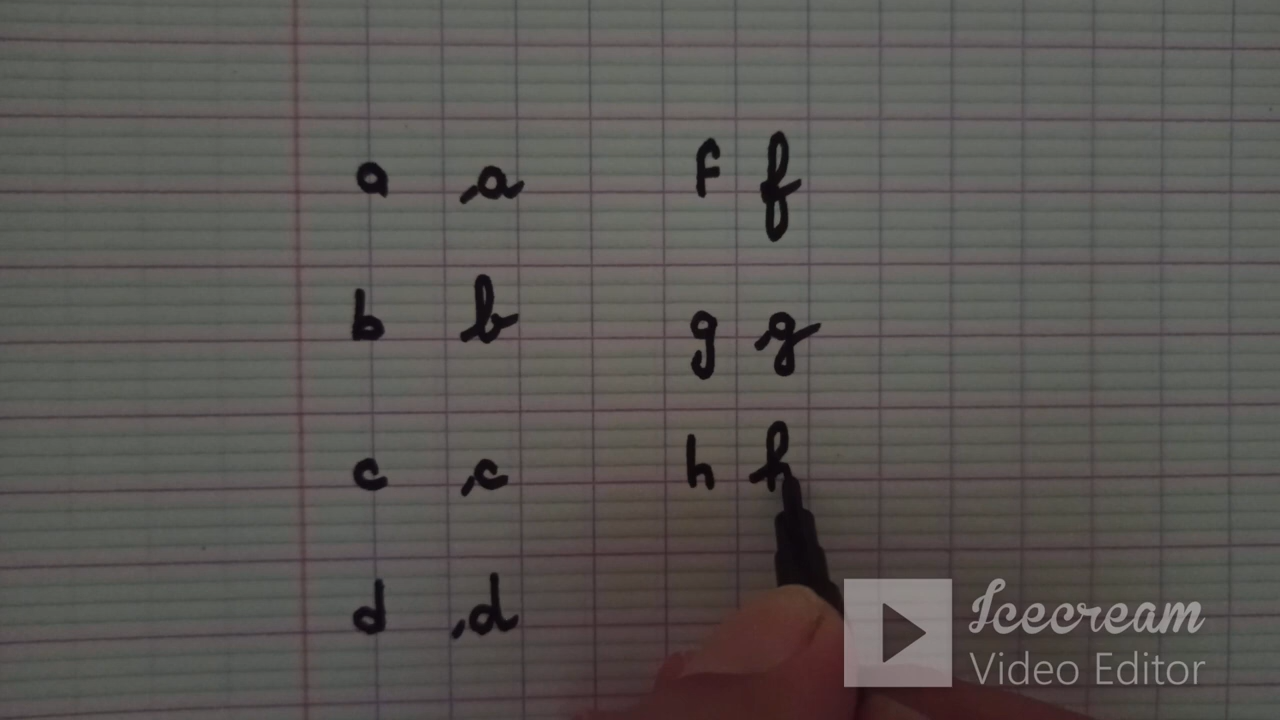 a a
b b
c c
d d
f f
g g
h h
Icecream
Video Editor